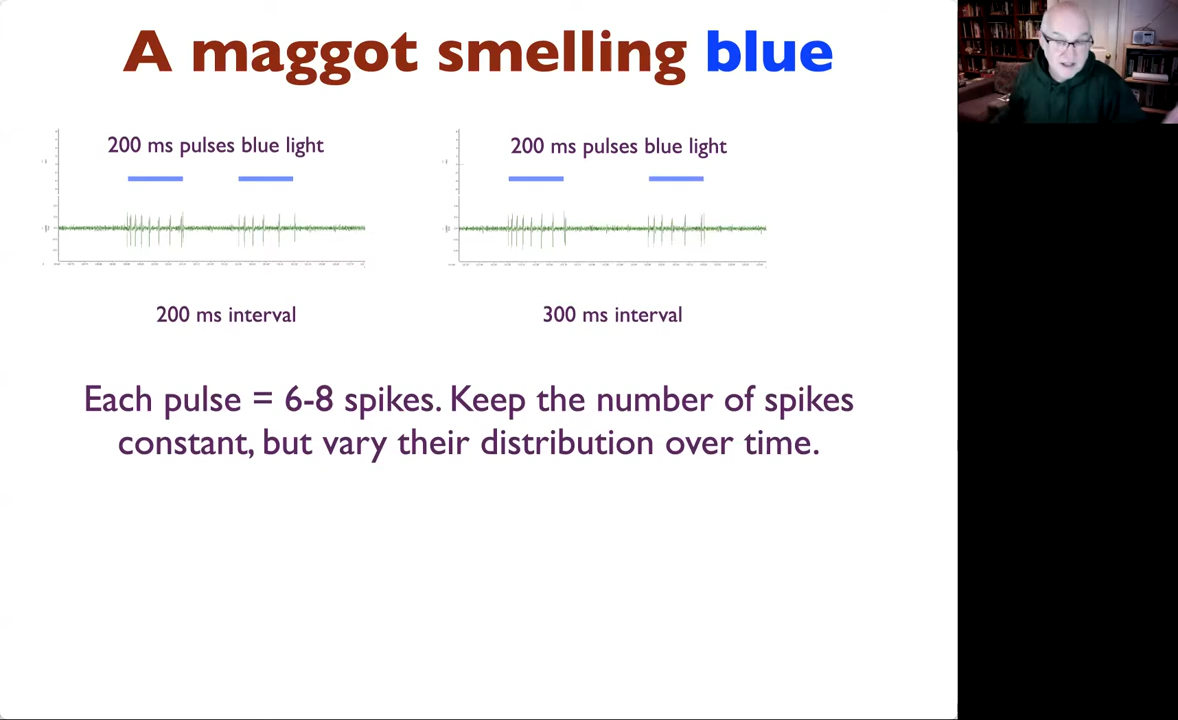 A maggot smelling blue
200 ms pulses blue light
200 ms pulses blue light
200 ms interval
300 ms interval
Each pulse = 6-8 spikes. Keep the number of spikes
constant, but vary their distribution over time.